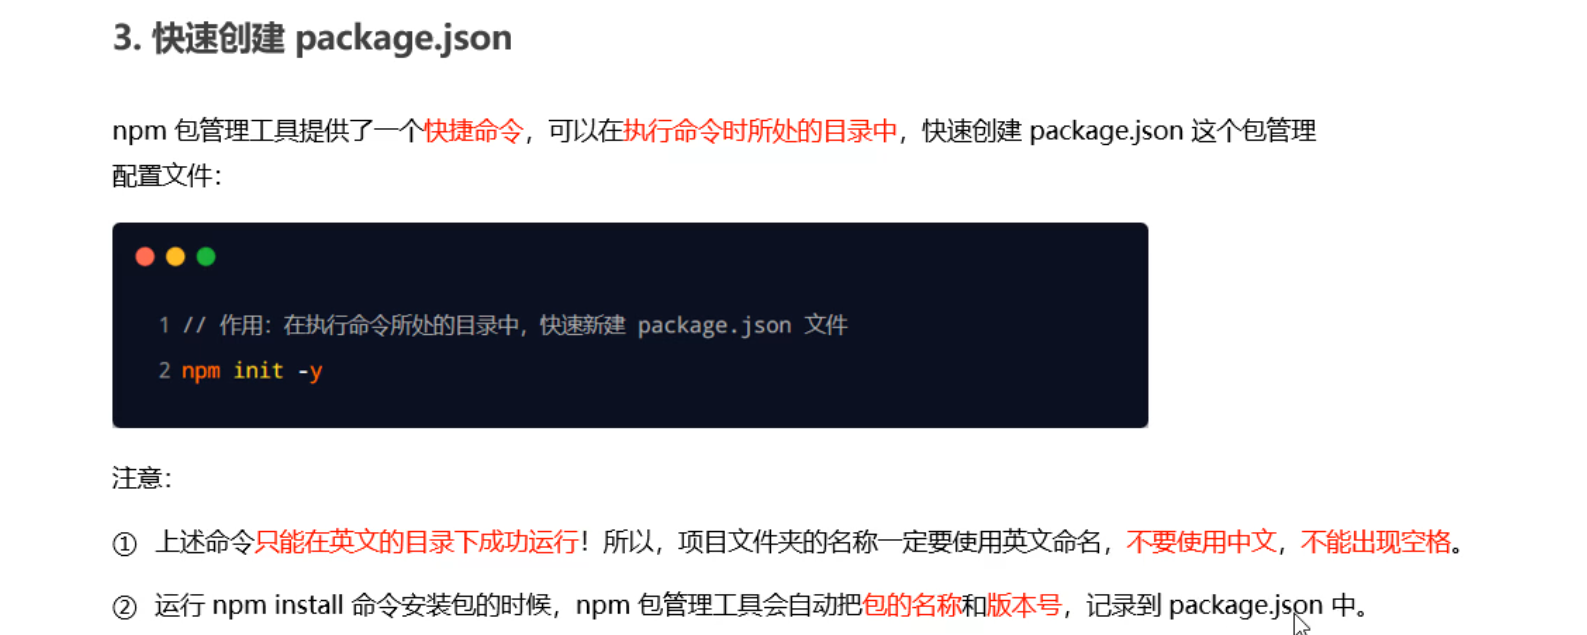 3. 快速创建 package.json
npm 包管理工具提供了一个快捷命令，可以在执行命令时所处的目录中，快速创建 package.json 这个包管理
配置文件：
1 // 作用：在执行命令所处的目录中，快速新建 package.json 文件
2 npm init -y
注意：
① 上述命令只能在英文的目录下成功运行！所以，项目文件夹的名称一定要使用英文命名，不要使用中文，不能出现空格。
② 运行 npm install 命令安装包的时候，npm 包管理工具会自动把包的名称和版本号，记录到 package.json 中。